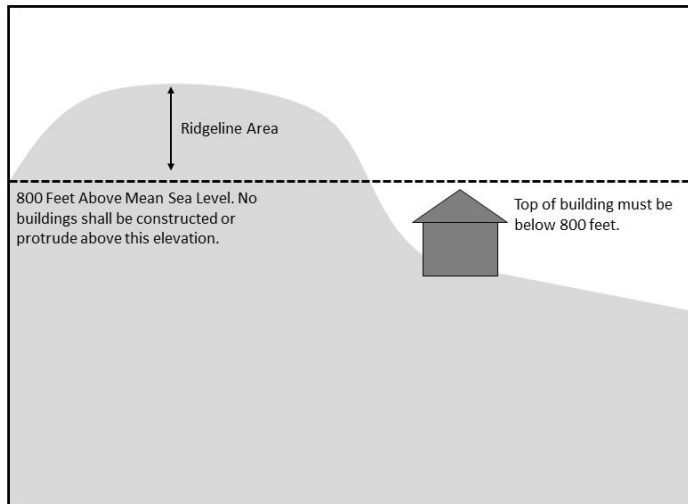 Ridgeline Area
800 Feet Above Mean Sea Level. No
buildings shall be constructed or
protrude above this elevation.
Top of building must be
below 800 feet.